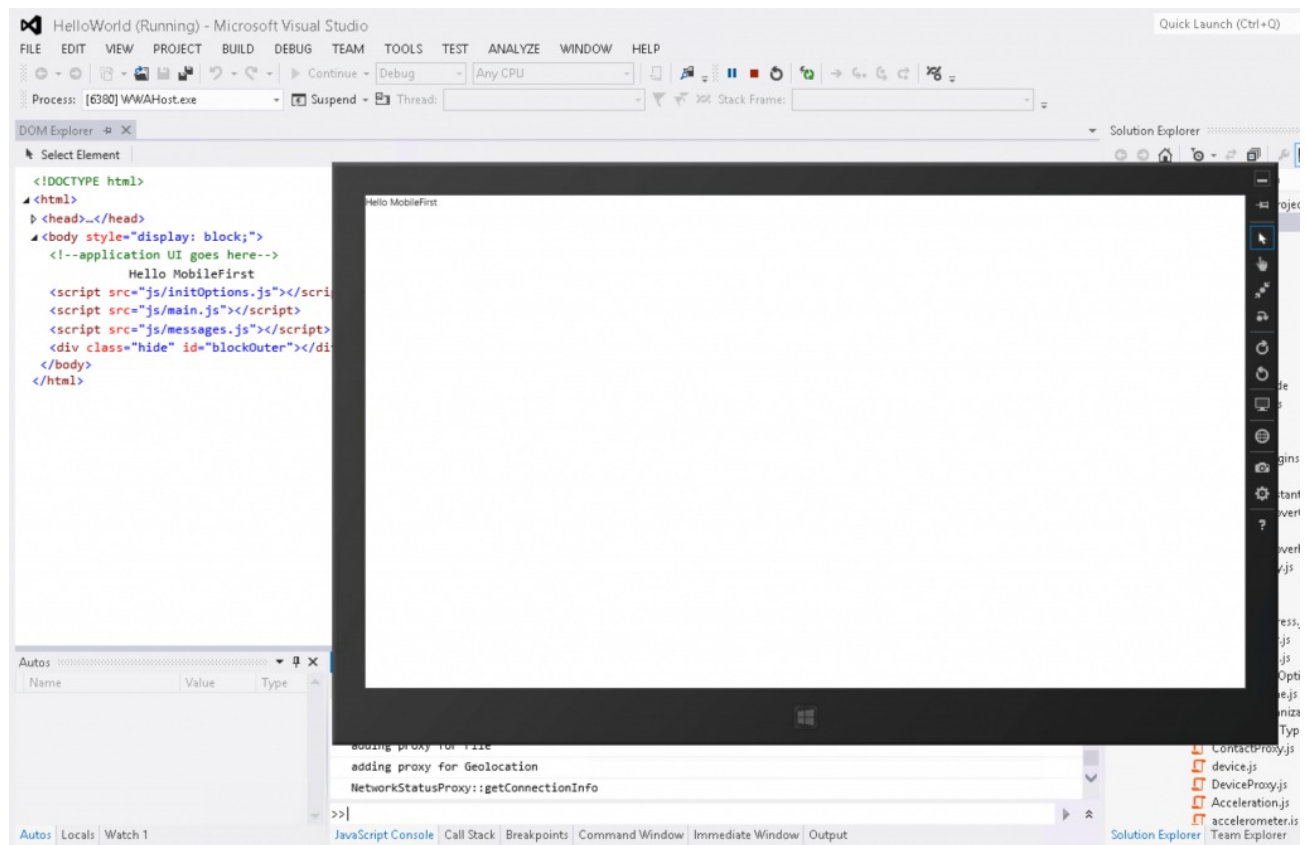 HelloWorld (Running) - Microsoft Visual Studio
Quick Launch (Ctrl+Q)
FILE EDIT VIEW PROJECT BUILD DEBUG TEAM TOOLS TEST ANALYZE WINDOW HELP
Continue Debug Any CPU
Process: [6380] WWAHost.exe Suspend Thread: Stack Frame:
DOM Explorer
Solution Explorer
Select Element
<!DOCTYPE html>
<html>
<head>…</head>
<body style="display: block;">
<!--application UI goes here-->
Hello MobileFirst
<script src="js/initOptions.js"></scri
<script src="js/main.js"></script>
<script src="js/messages.js"></script>
<div class="hide" id="blockOuter"></di
</body>
</html>
Hello MobileFirst
?
Autos
Name Value Type
adding proxy for File
adding proxy for Geolocation
NetworkStatusProxy::getConnectionInfo
>>
ContactProxy.js
device.js
DeviceProxy.js
Acceleration.js
accelerometer.js
Autos Locals Watch 1
JavaScript Console Call Stack Breakpoints Command Window Immediate Window Output
Solution Explorer Team Explorer